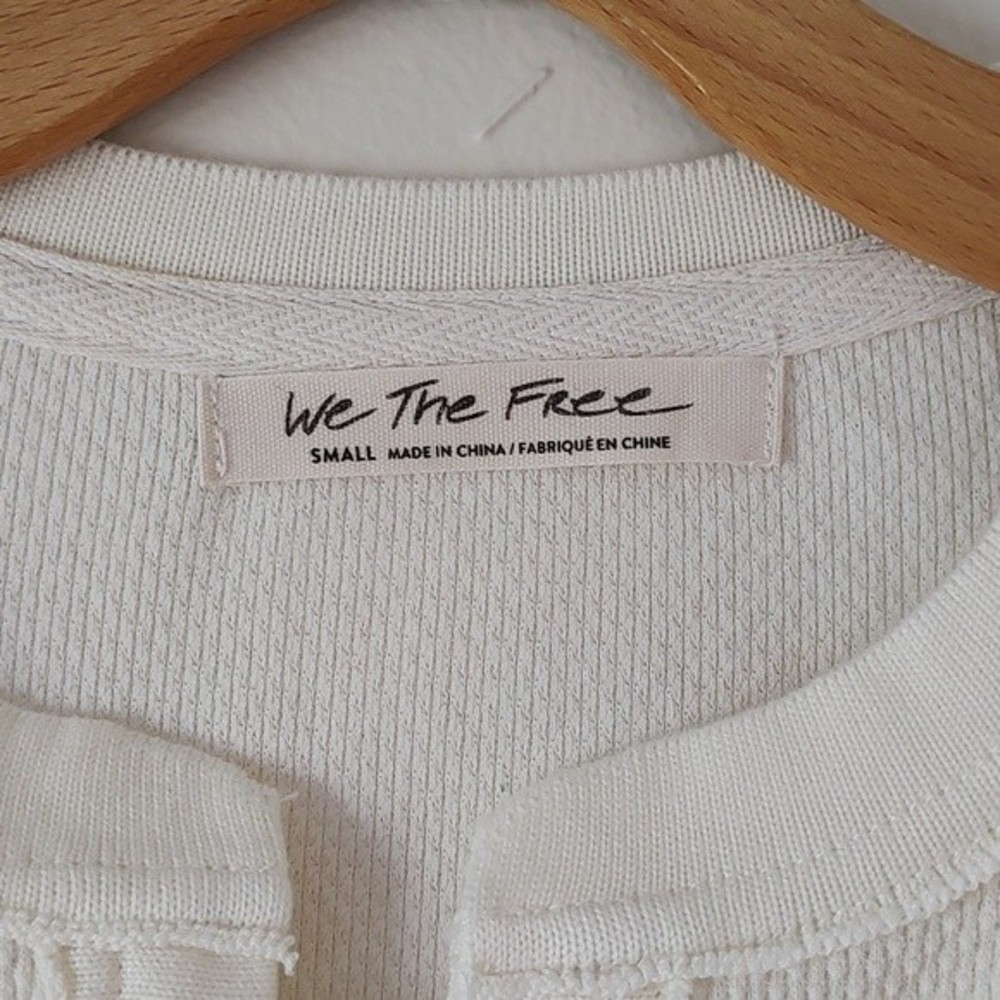 We The Free
SMALL MADE IN CHINA / FABRIQUÉ EN CHINE